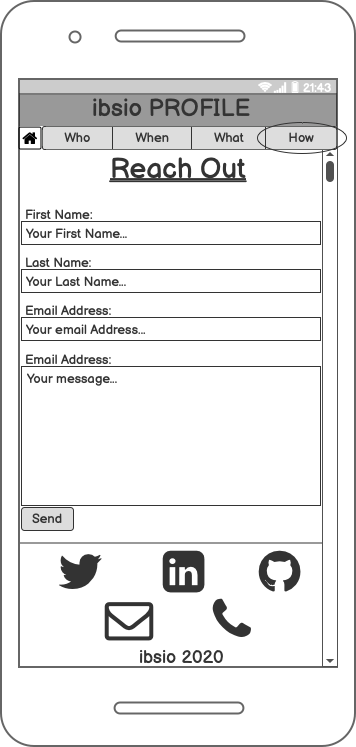 21:43
ibsio PROFILE
Who When What How
Reach Out
First Name:
Your First Name...
Last Name:
Your Last Name...
Email Address:
Your email Address...
Email Address:
Your message...
Send
in
ibsio 2020